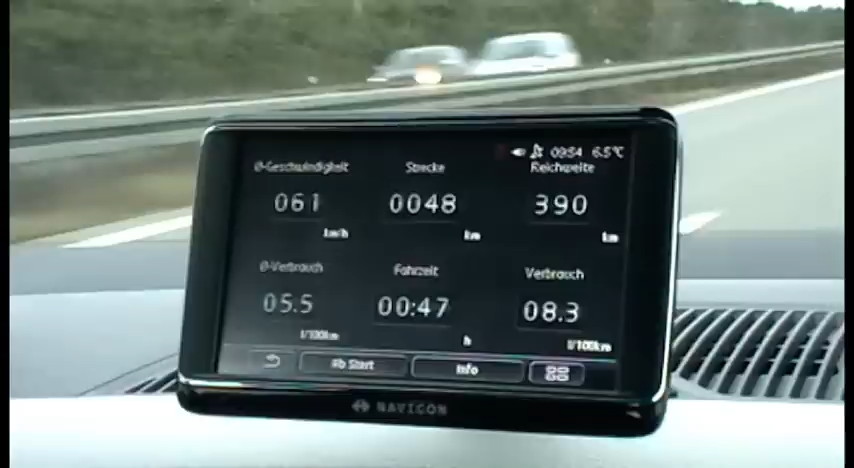 09:54 6.5°C
Ø-Geschwindigkeit Strecke Reichweite
061 0048 390
km/h km km
Ø-Verbrauch Fahrzeit Verbrauch
05.5 00:47 08.3
l/100km h l/100km
Ab Start Info
NAVIGON